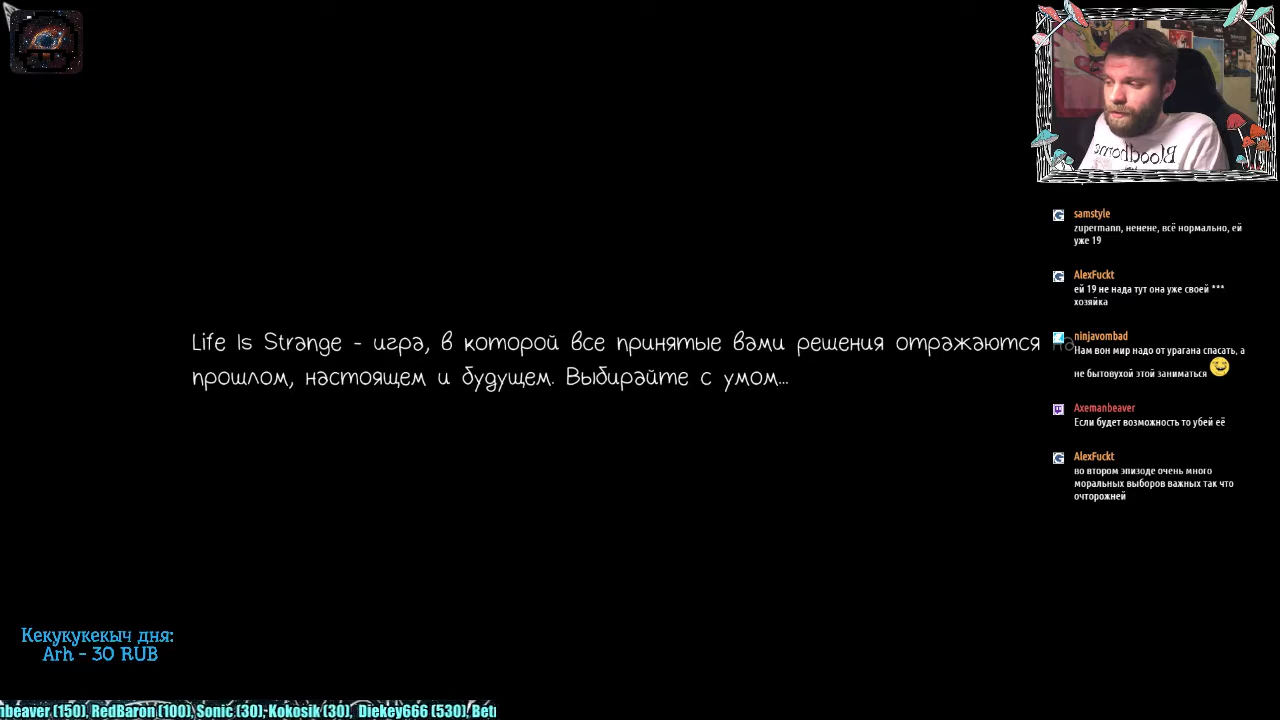 Life Is Strange - игра, в которой все принятые вами решения отражаются на
прошлом, настоящем и будущем. Выбирайте с умом...
Bloodborne
samstyle
zupermann, нененe, всё нормально, ей
уже 19
AlexFuckt
ей 19 не нада тут она уже своей ***
хозяйка
ninjavombad
Нам вон мир надо от урагана спасать, а
не бытовухой этой заниматься
Axemanbeaver
Если будет возможность то убей её
AlexFuckt
во втором эпизоде очень много
моральных выборов важных так что
очторожней
Кекукукекыч дня:
Arh - 30 RUB
beaver (150), RedBaron (100), Sonic (30), Kokosik (30), Diekey666 (530),